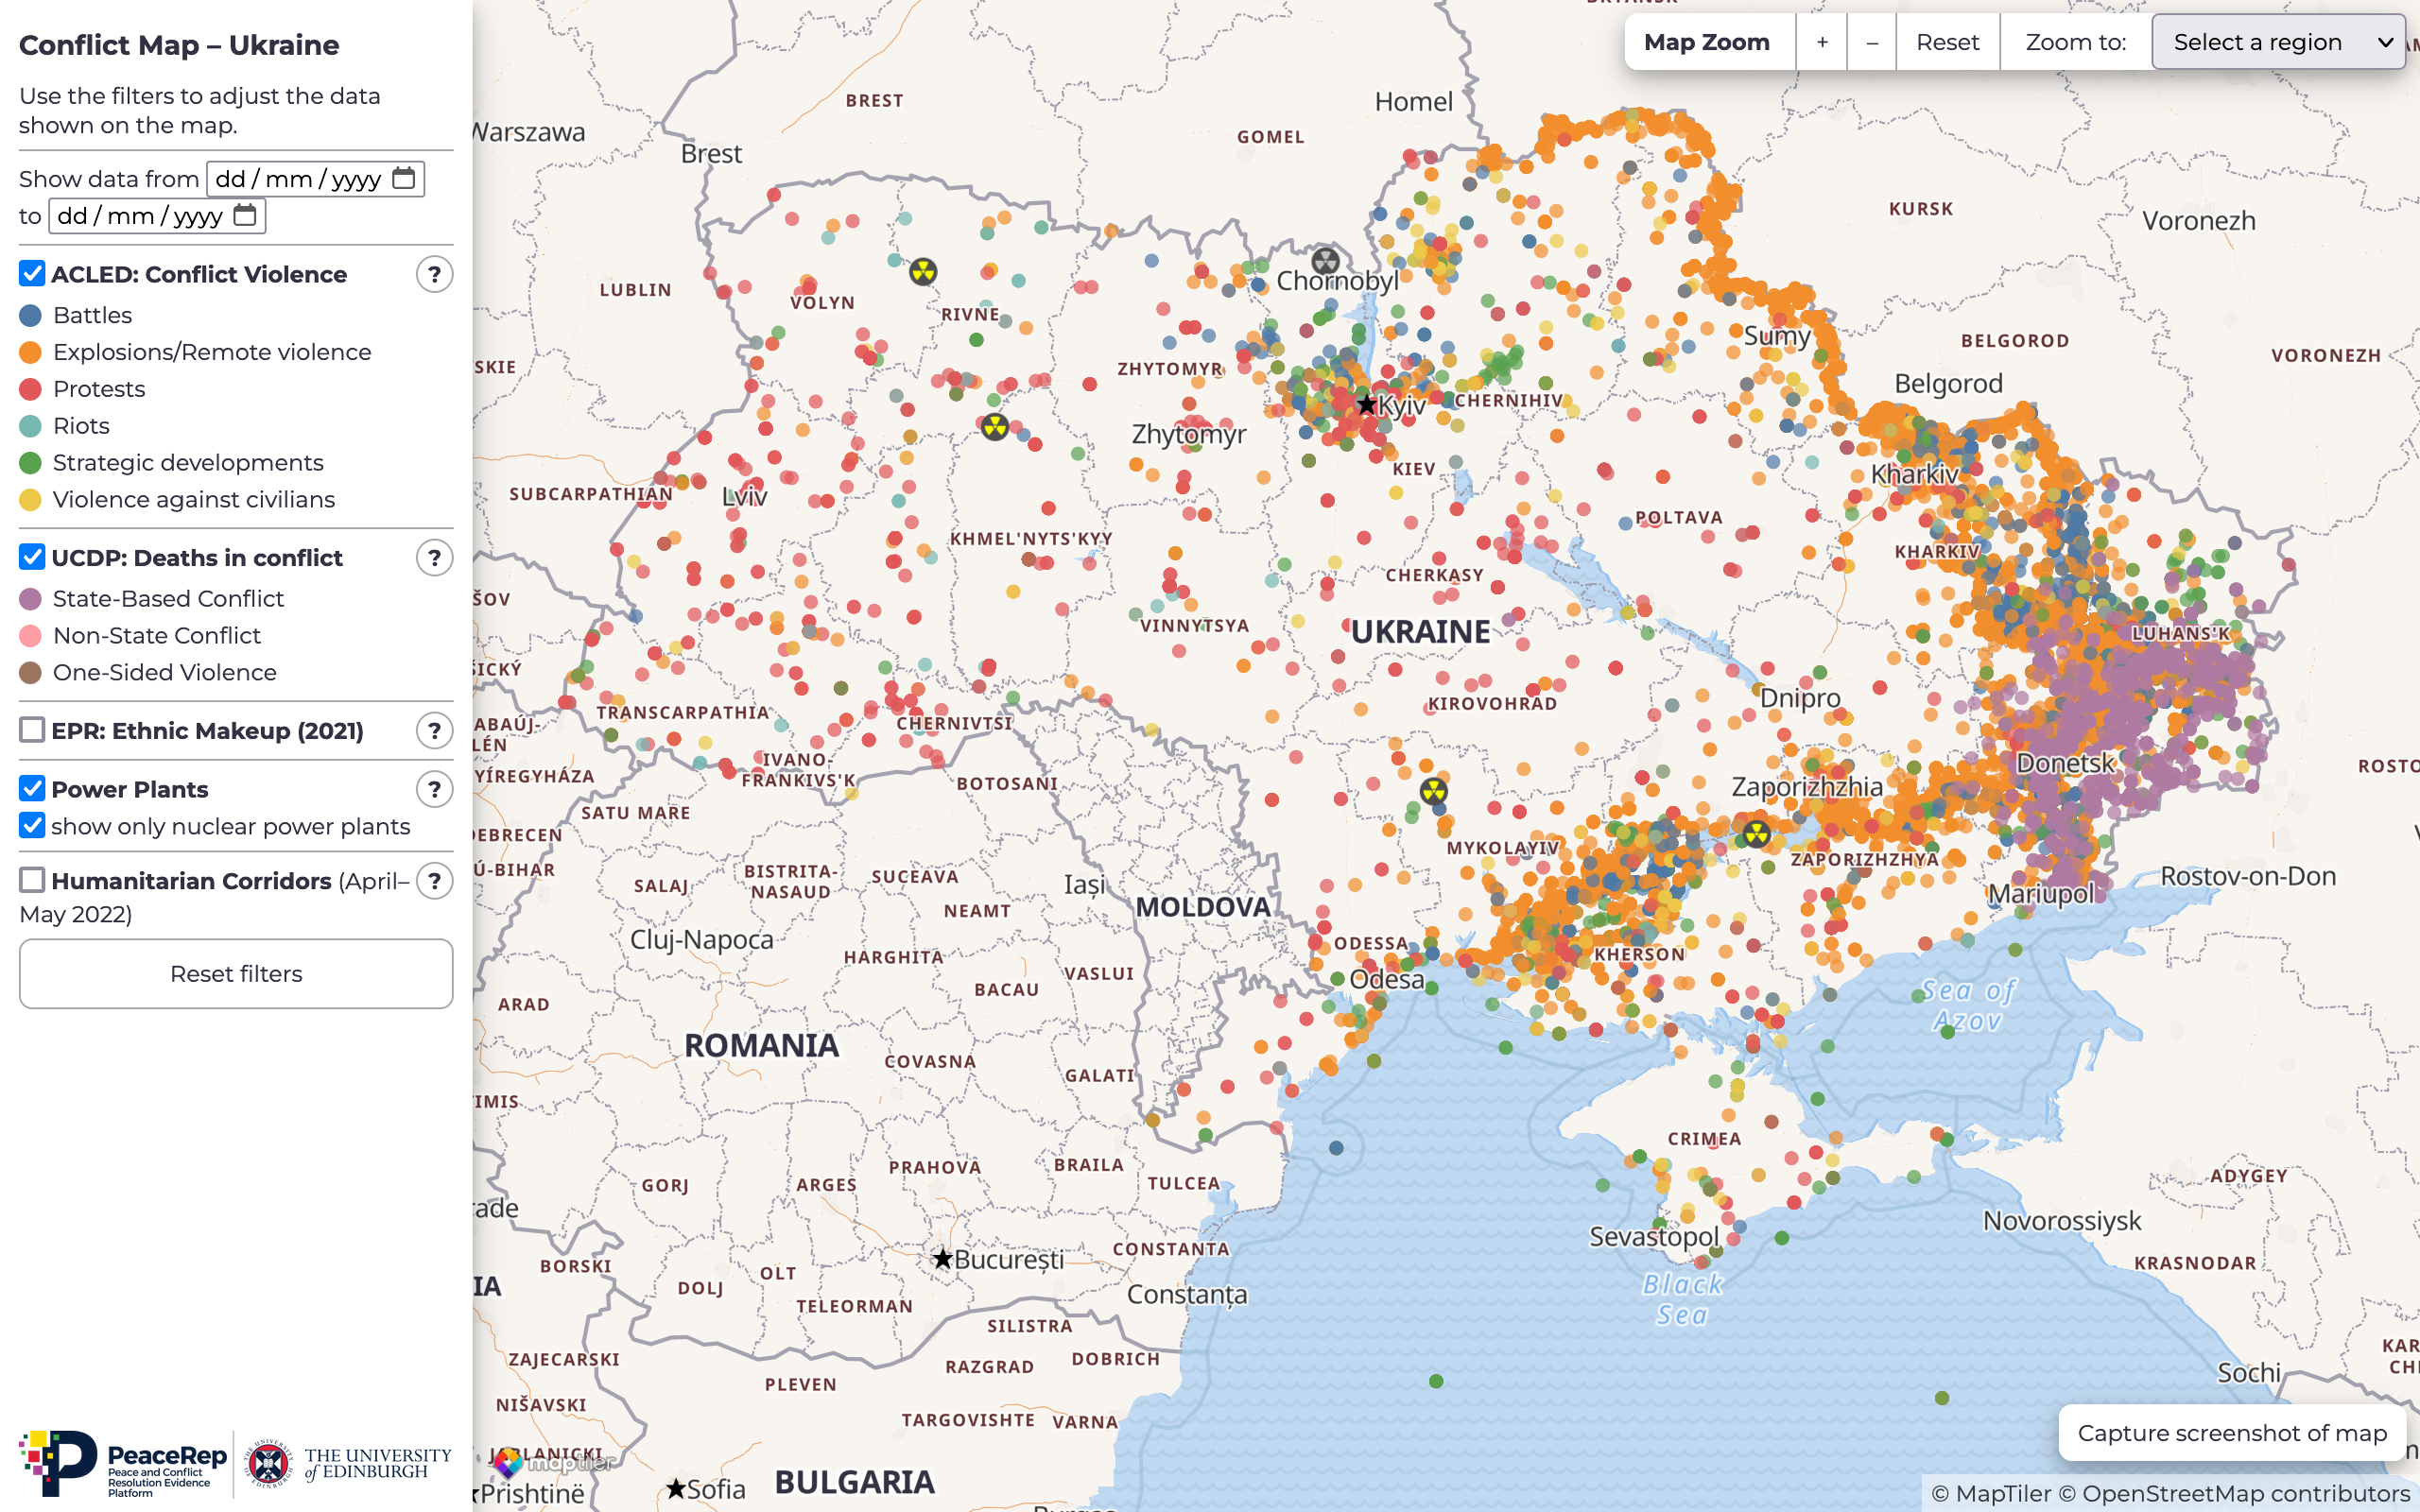 Conflict Map – Ukraine
Use the filters to adjust the data
shown on the map.
Show data from dd / mm / yyyy
to dd / mm / yyyy
ACLED: Conflict Violence ?
Battles
Explosions/Remote violence
Protests
Riots
Strategic developments
Violence against civilians
UCDP: Deaths in conflict ?
State-Based Conflict
Non-State Conflict
One-Sided Violence
EPR: Ethnic Makeup (2021) ?
Power Plants ?
show only nuclear power plants
Humanitarian Corridors (April–
May 2022) ?
Reset filters
PeaceRep
Peace and Conflict
Resolution Evidence
Platform
THE UNIVERSITY
of EDINBURGH
Map Zoom + – Reset Zoom to: Select a region
Homel
BREST
Warszawa
GOMEL
Brest
KURSK
Voronezh
Chornobyl
LUBLIN
VOLYN
RIVNE
Sumy
BELGOROD
VORONEZH
SKIE
ZHYTOMYR
Belgorod
Kyiv
CHERNIHIV
Zhytomyr
KIEV
Kharkiv
SUBCARPATHIAN
Lviv
POLTAVA
KHMEL'NYTS'KYY
KHARKIV
CHERKASY
ŠOV
VINNYTSYA
UKRAINE
LUHANS'K
ŠICKÝ
Dnipro
KIROVOHRAD
TRANSCARPATHIA
CHERNIVTSI
ABAÚJ-
LÉN
IVANO-
FRANKIVS'K
Donetsk
ROSTO
YÍREGYHÁZA
BOTOSANI
Zaporizhzhia
SATU MARE
DEBRECEN
MYKOLAYIV
ZAPORIZHZHYA
Ú-BIHAR
BISTRITA-
NASAUD
SUCEAVA
SALAJ
Iași
Rostov-on-Don
Mariupol
NEAMT
MOLDOVA
Cluj-Napoca
ODESSA
HARGHITA
KHERSON
VASLUI
Odesa
BACAU
Sea of
Azov
ARAD
ROMANIA
COVASNA
GALATI
TIMIS
CRIMEA
PRAHOVA
BRAILA
GORJ
ARGES
TULCEA
ADYGEY
rade
Novorossiysk
Sevastopol
CONSTANTA
București
BORSKI
KRASNODAR
OLT
DOLJ
IA
Black
Sea
Constanța
TELEORMAN
SILISTRA
ZAJECARSKI
RAZGRAD
DOBRICH
Sochi
PLEVEN
NIŠAVSKI
TARGOVISHTE
VARNA
JABLANICKI
maptiler
BULGARIA
Sofia
Prishtinë
Capture screenshot of map
© MapTiler © OpenStreetMap contributors